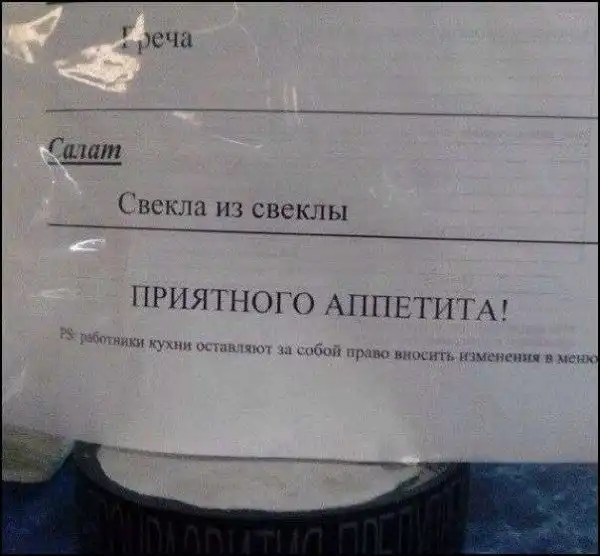 Греча
Салат
Свекла из свеклы
ПРИЯТНОГО АППЕТИТА!
PS: работники кухни оставляют за собой право вносить изменения в меню